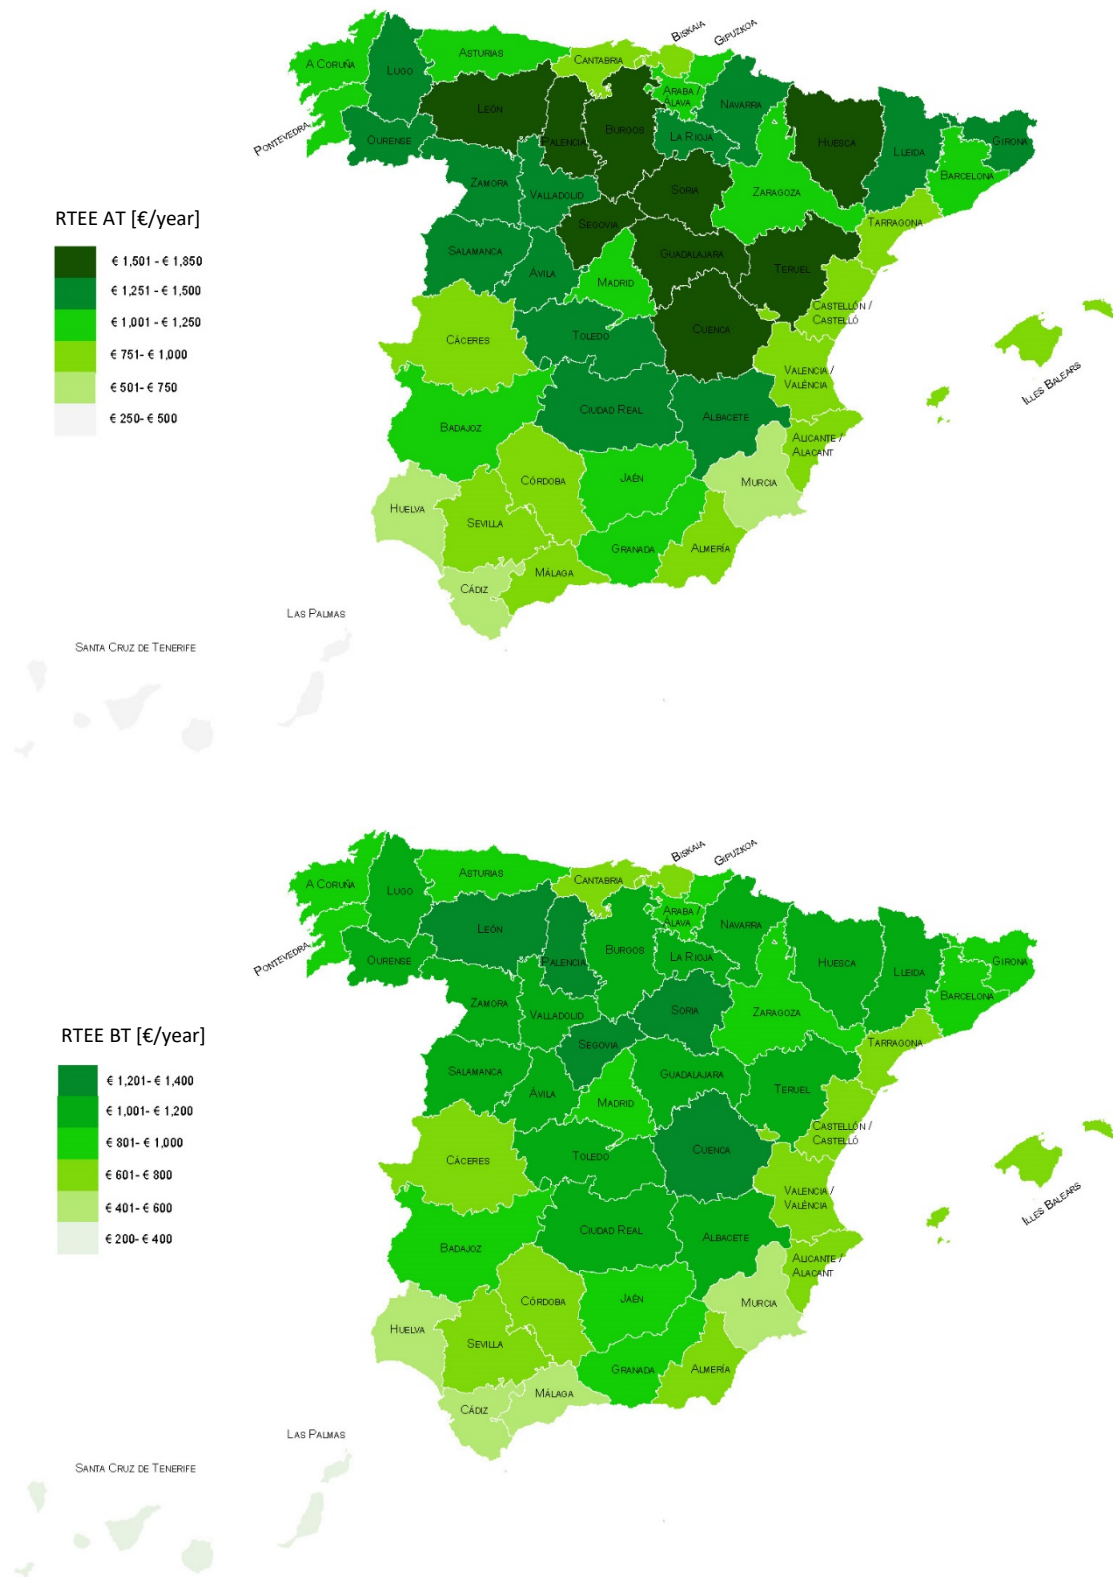 BISKAIA
GIPUZKOA
A CORUÑA
LUGO
ASTURIAS
CANTABRIA
ARABA /
ÁLAVA
NAVARRA
PONTEVEDRA
OURENSE
LEÓN
PALENCIA
BURGOS
LA RIOJA
HUESCA
LLEIDA
GIRONA
BARCELONA
ZAMORA
VALLADOLID
SORIA
ZARAGOZA
TARRAGONA
SEGOVIA
SALAMANCA
ÁVILA
MADRID
GUADALAJARA
TERUEL
CASTELLÓN /
CASTELLÓ
CÁCERES
TOLEDO
CUENCA
VALENCIA /
VALÈNCIA
ILLES BALEARS
BADAJOZ
CIUDAD REAL
ALBACETE
ALICANTE /
ALACANT
HUELVA
SEVILLA
CÓRDOBA
JAÉN
MURCIA
CÁDIZ
MÁLAGA
GRANADA
ALMERÍA
LAS PALMAS
SANTA CRUZ DE TENERIFE
RTEE AT [€/year]
€ 1,501 - € 1,850
€ 1,251 - € 1,500
€ 1,001 - € 1,250
€ 751- € 1,000
€ 501- € 750
€ 250- € 500
BISKAIA
GIPUZKOA
A CORUÑA
LUGO
ASTURIAS
CANTABRIA
ARABA /
ÁLAVA
NAVARRA
PONTEVEDRA
OURENSE
LEÓN
PALENCIA
BURGOS
LA RIOJA
HUESCA
LLEIDA
GIRONA
BARCELONA
ZAMORA
VALLADOLID
SORIA
ZARAGOZA
TARRAGONA
SEGOVIA
SALAMANCA
ÁVILA
MADRID
GUADALAJARA
TERUEL
CASTELLÓN /
CASTELLÓ
CÁCERES
TOLEDO
CUENCA
VALENCIA /
VALÈNCIA
ILLES BALEARS
BADAJOZ
CIUDAD REAL
ALBACETE
ALICANTE /
ALACANT
HUELVA
SEVILLA
CÓRDOBA
JAÉN
MURCIA
CÁDIZ
MÁLAGA
GRANADA
ALMERÍA
LAS PALMAS
SANTA CRUZ DE TENERIFE
RTEE BT [€/year]
€ 1,201- € 1,400
€ 1,001- € 1,200
€ 801- € 1,000
€ 601- € 800
€ 401- € 600
€ 200- € 400